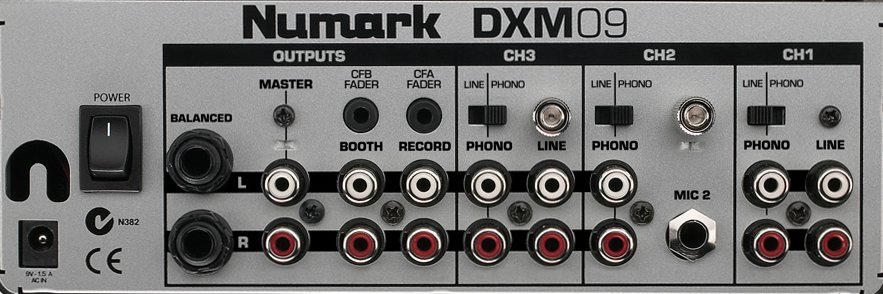 Numark DXM09
OUTPUTS CH3 CH2 CH1
MASTER CFB FADER CFA FADER LINE PHONO LINE PHONO LINE PHONO
POWER
BALANCED
BOOTH RECORD PHONO LINE PHONO PHONO LINE
L
MIC 2
N382
R
9V-1.5 A
AC IN
CE